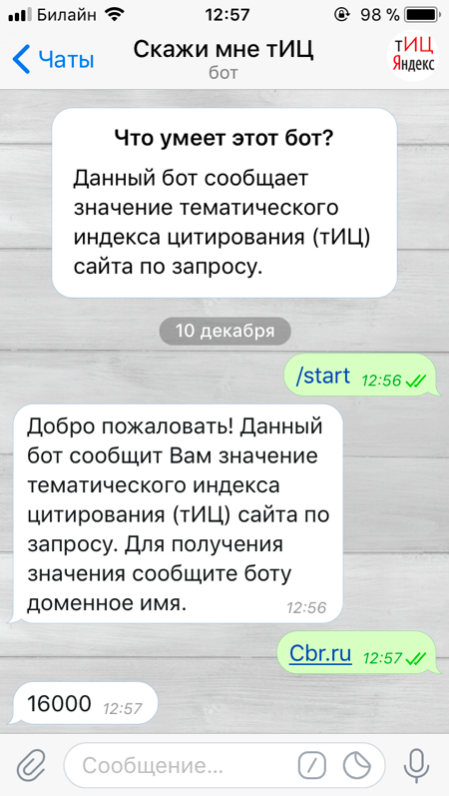 Билайн 12:57 98 %
Чаты
Скажи мне тИЦ
бот
тИЦ
Яндекс
Что умеет этот бот?
Данный бот сообщает
значение тематического
индекса цитирования (тИЦ)
сайта по запросу.
10 декабря
/start 12:56
Добро пожаловать! Данный
бот сообщит Вам значение
тематического индекса
цитирования (тИЦ) сайта по
запросу. Для получения
значения сообщите боту
доменное имя. 12:56
Cbr.ru 12:57
16000 12:57
Сообщение...